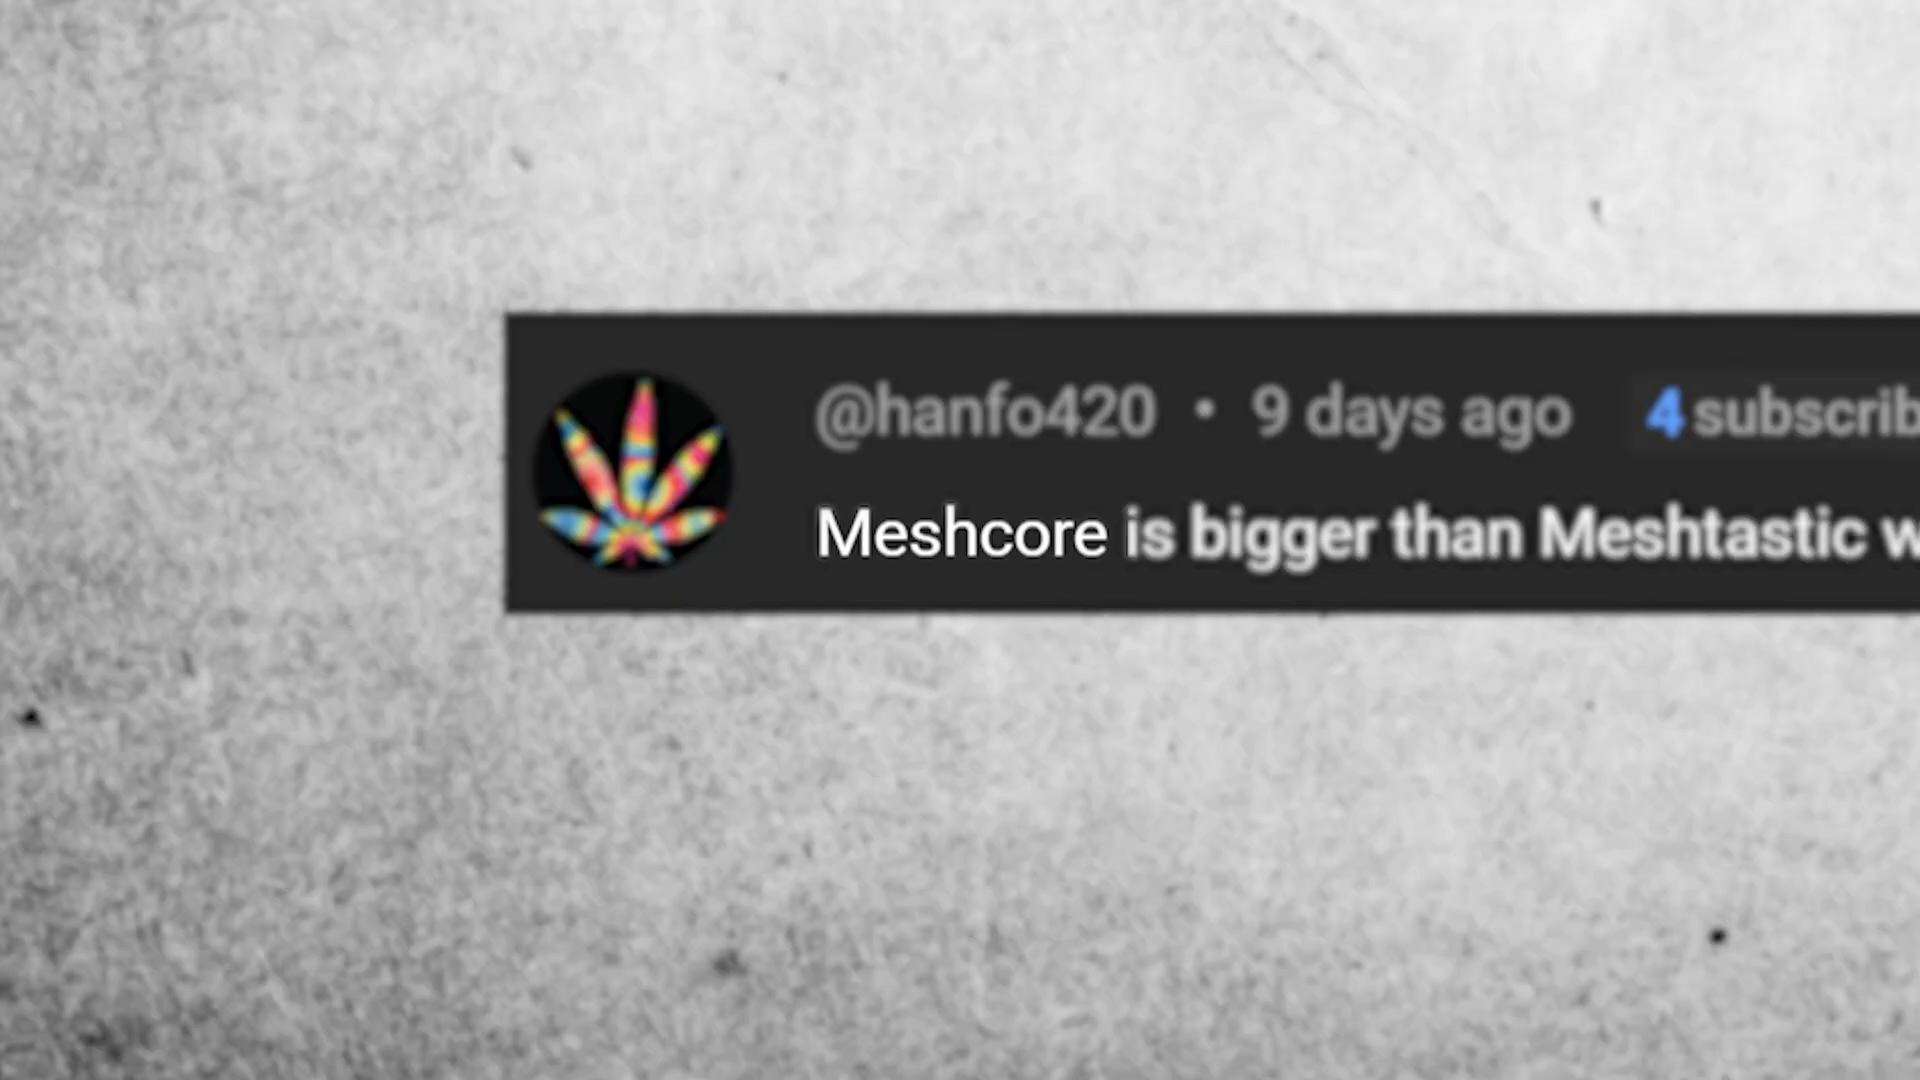 @hanfo420 • 9 days ago 4 subscrib
Meshcore is bigger than Meshtastic w